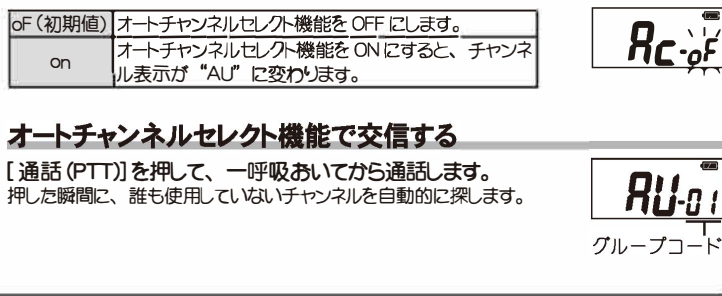 oF(初期値) オートチャンネルセレクト機能を OFF にします。
on オートチャンネルセレクト機能を ON にすると、チャンネ
ル表示が“AU”に変わります。
Ac-oF
オートチャンネルセレクト機能で交信する
[通話(PTT)]を押して、一呼吸おいてから通話します。
押した瞬間に、誰も使用していないチャンネルを自動的に探します。
AU-01
グループコード